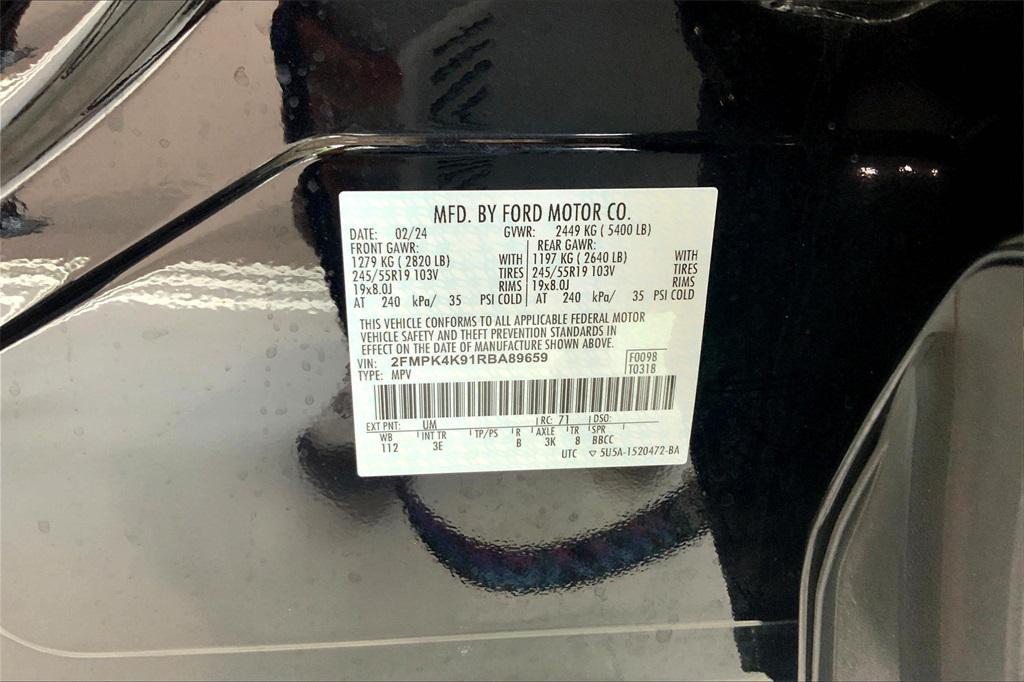 MFD. BY FORD MOTOR CO.
DATE: 02/24 GVWR: 2449 KG ( 5400 LB)
FRONT GAWR: REAR GAWR:
1279 KG ( 2820 LB) WITH 1197 KG ( 2640 LB) WITH
245/55R19 103V TIRES 245/55R19 103V TIRES
19x8.0J RIMS 19x8.0J RIMS
AT 240 kPa/ 35 PSI COLD AT 240 kPa/ 35 PSI COLD
THIS VEHICLE CONFORMS TO ALL APPLICABLE FEDERAL MOTOR
VEHICLE SAFETY AND THEFT PREVENTION STANDARDS IN
EFFECT ON THE DATE OF MANUFACTURE SHOWN ABOVE.
VIN: 2FMPK4K91RBA89659 F0098
TYPE: MPV T0318
EXT PNT: UM RC: 71 DSO:
WB INT TR TP/PS R AXLE TR SPR
112 3E B 3K 8 BBCC
UTC ▽ 5U5A-1520472-BA